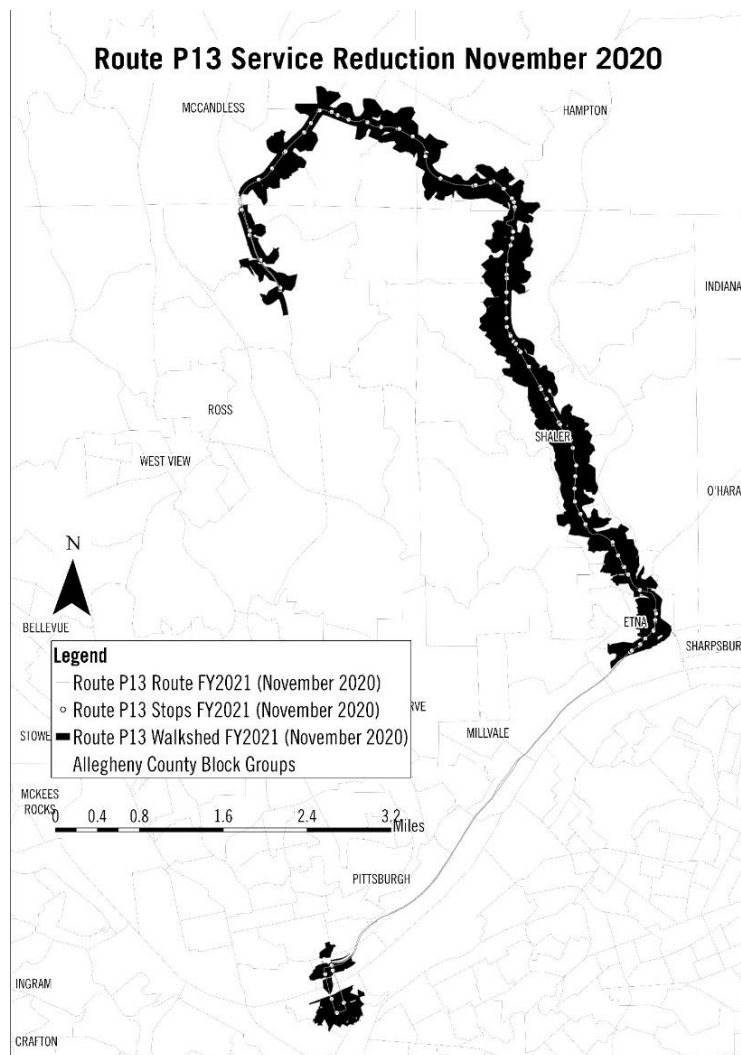 Route P13 Service Reduction November 2020
MCCANDLESS
HAMPTON
INDIANA
ROSS
SHALER
WEST VIEW
O'HARA
N
BELLEVUE
ETNA
SHARPSBUR
Legend
Route P13 Route FY2021 (November 2020)
Route P13 Stops FY2021 (November 2020)
Route P13 Walkshed FY2021 (November 2020)
Allegheny County Block Groups
RVE
MILLVALE
STOWE
MCKEES
ROCKS
0 0.4 0.8 1.6 2.4 3.2
Miles
PITTSBURGH
INGRAM
CRAFTON